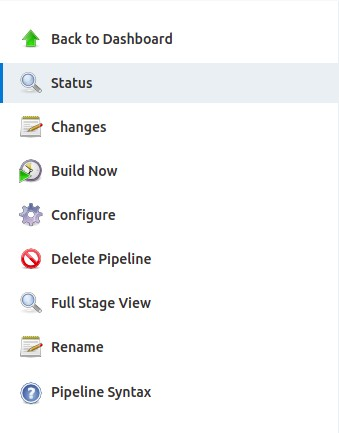 Back to Dashboard
Status
Changes
Build Now
Configure
Delete Pipeline
Full Stage View
Rename
Pipeline Syntax